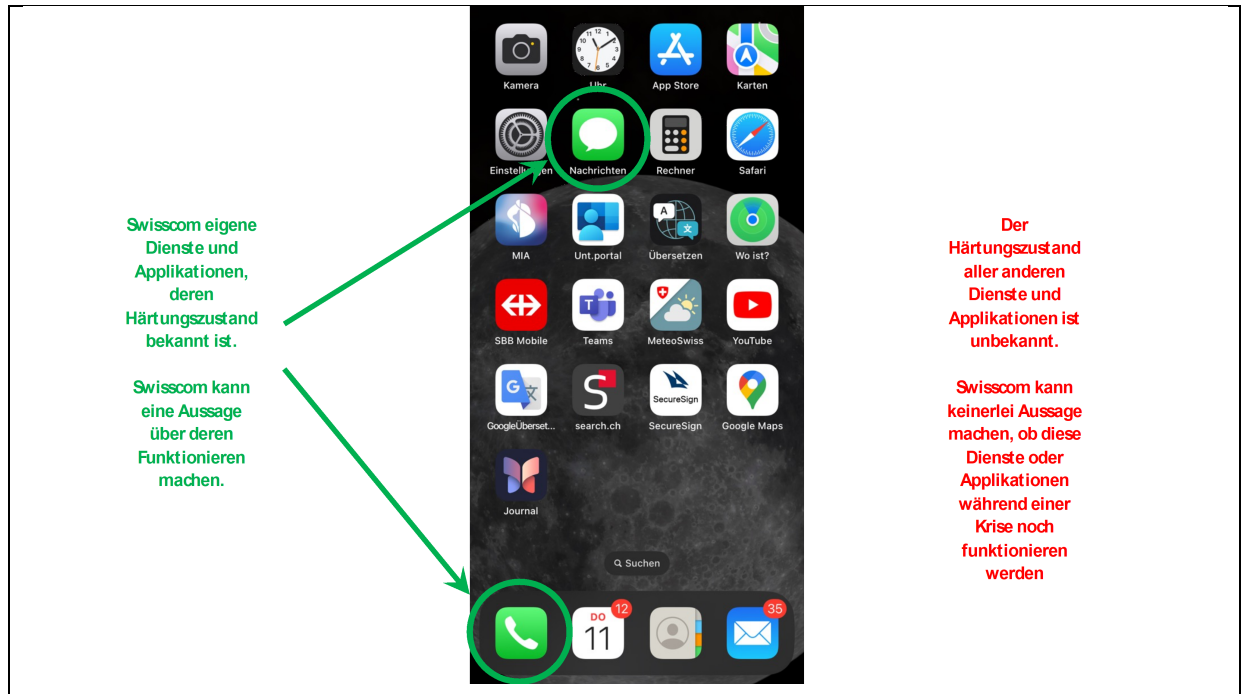 Swisscom eigene
Dienste und
Applikationen,
deren
Härtungszustand
bekannt ist.
Swisscom kann
eine Aussage
über deren
Funktionieren
machen.
Kamera
Uhr
App Store
Karten
Einstellungen
Nachrichten
Rechner
Safari
MIA
Unt.portal
A
文
Übersetzen
Wo ist?
SBB Mobile
T
Teams
MeteoSwiss
YouTube
G
文
GoogleÜberset...
S
search.ch
SecureSign
SecureSign
Google Maps
Journal
Suchen
DO
11
12
35
Der
Härtungszustand
aller anderen
Dienste und
Applikationen ist
unbekannt.
Swisscom kann
keinerlei Aussage
machen, ob diese
Dienste oder
Applikationen
während einer
Krise noch
funktionieren
werden